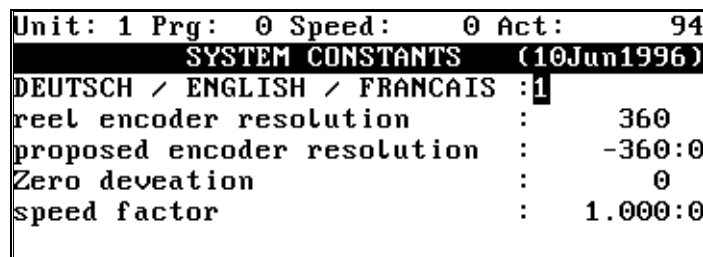 Unit: 1 Prg: 0 Speed: 0 Act: 94
SYSTEM CONSTANTS (10Jun1996)
DEUTSCH / ENGLISH / FRANCAIS :1
reel encoder resolution : 360
proposed encoder resolution : -360:0
Zero deveation : 0
speed factor : 1.000:0